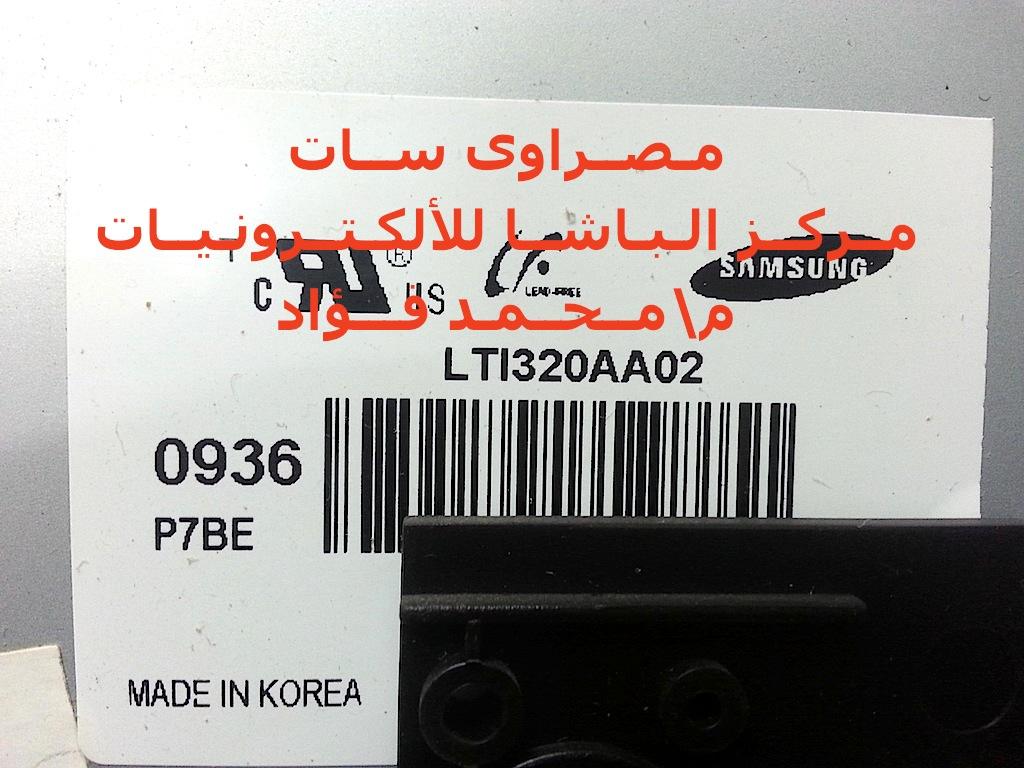 مصراوى سات
مركز الباشا للألكترونيات
م\ محمد فؤاد
C US ®
LEAD-FREE
SAMSUNG
LTI320AA02
0936
P7BE
MADE IN KOREA